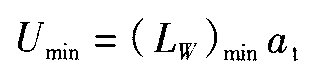 U_min = (L_W)_min a_t